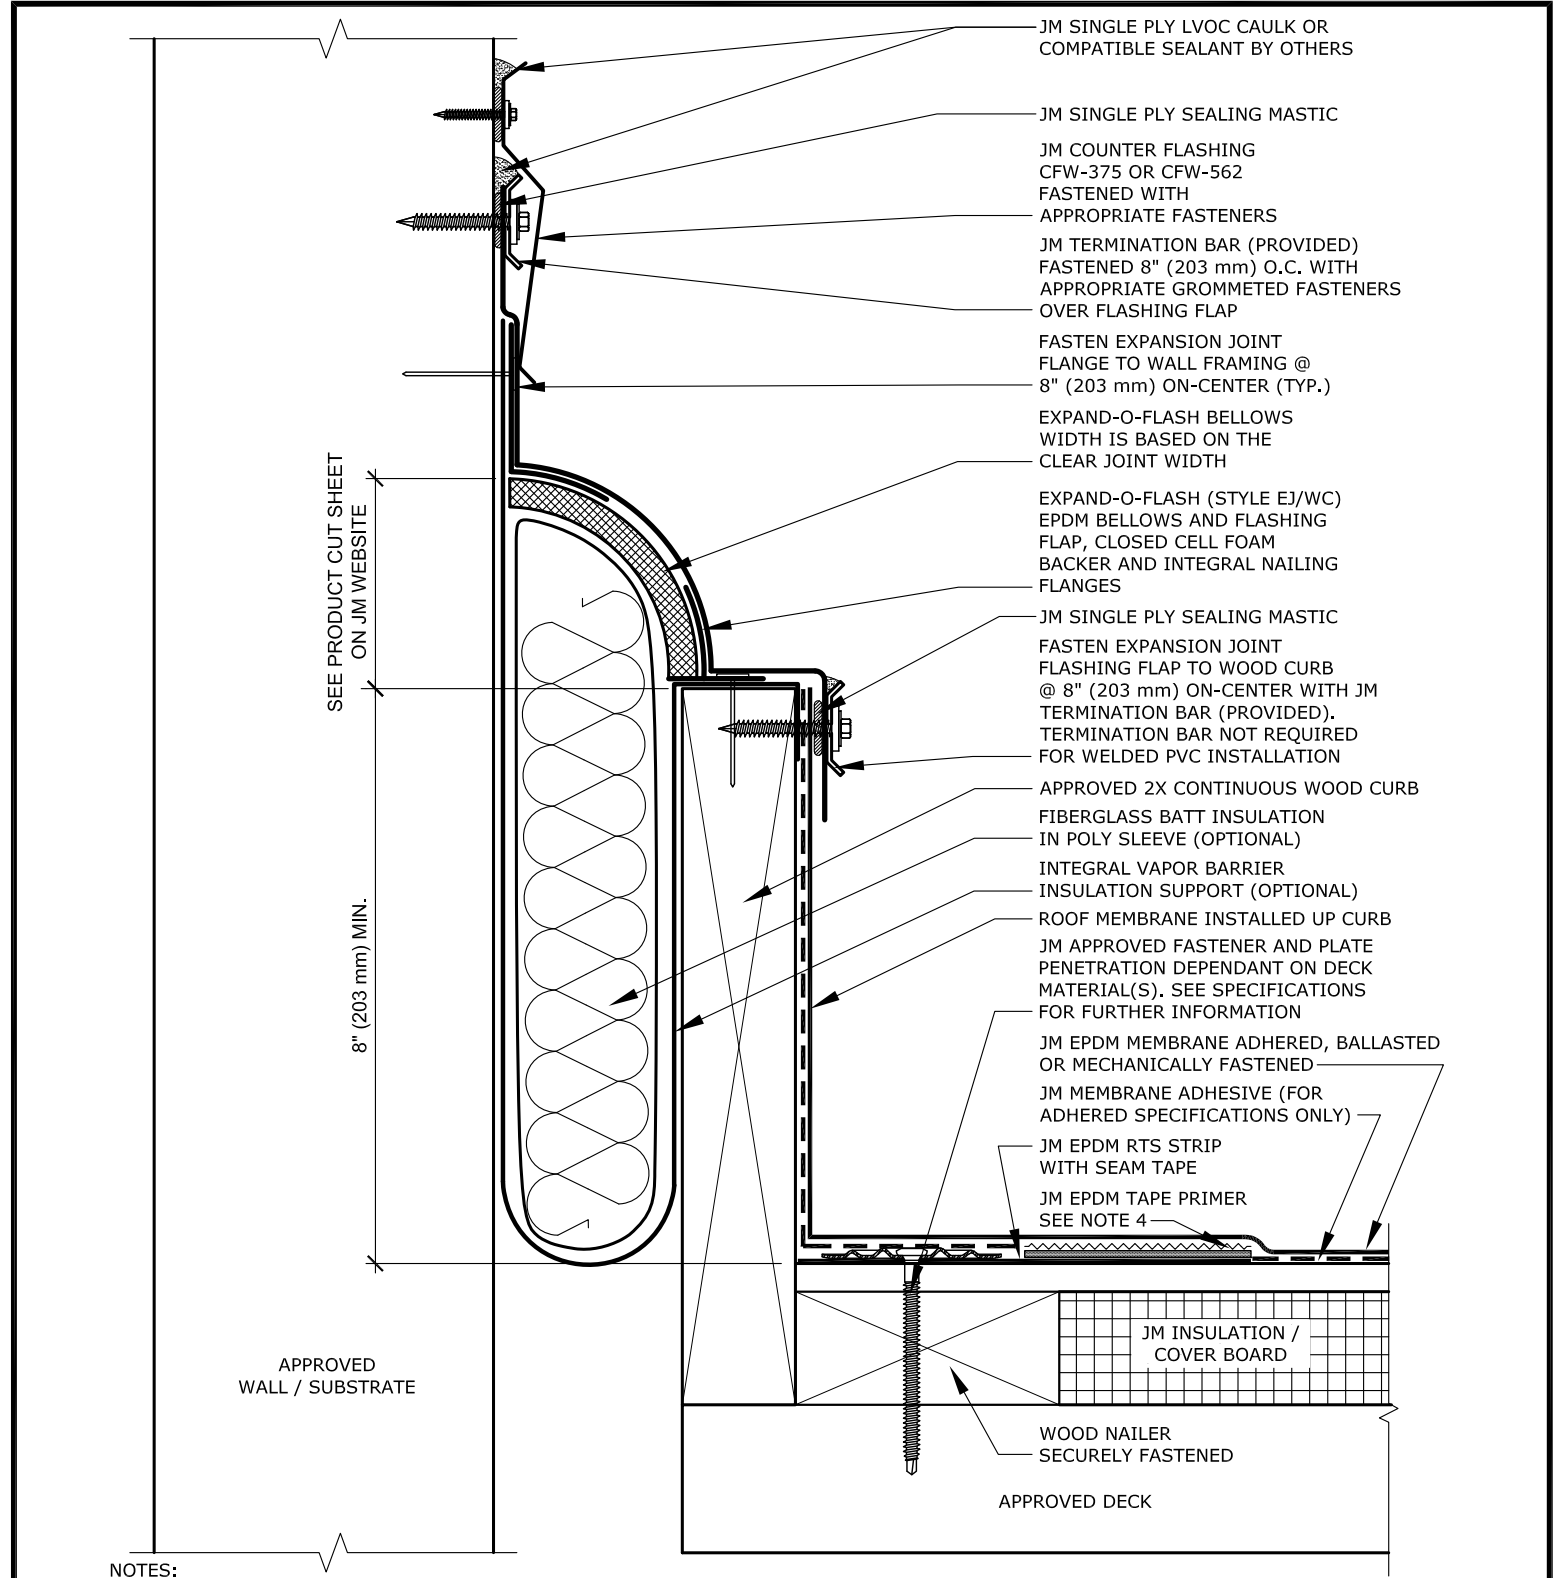 JM SINGLE PLY LVOC CAULK OR
COMPATIBLE SEALANT BY OTHERS
JM SINGLE PLY SEALING MASTIC
JM COUNTER FLASHING
CFW-375 OR CFW-562
FASTENED WITH
APPROPRIATE FASTENERS
JM TERMINATION BAR (PROVIDED)
FASTENED 8" (203 mm) O.C. WITH
APPROPRIATE GROMMETED FASTENERS
OVER FLASHING FLAP
FASTEN EXPANSION JOINT
FLANGE TO WALL FRAMING @
8" (203 mm) ON-CENTER (TYP.)
EXPAND-O-FLASH BELLOWS
WIDTH IS BASED ON THE
CLEAR JOINT WIDTH
EXPAND-O-FLASH (STYLE EJ/WC)
EPDM BELLOWS AND FLASHING
FLAP, CLOSED CELL FOAM
BACKER AND INTEGRAL NAILING
FLANGES
JM SINGLE PLY SEALING MASTIC
FASTEN EXPANSION JOINT
FLASHING FLAP TO WOOD CURB
@ 8" (203 mm) ON-CENTER WITH JM
TERMINATION BAR (PROVIDED).
TERMINATION BAR NOT REQUIRED
FOR WELDED PVC INSTALLATION
APPROVED 2X CONTINUOUS WOOD CURB
FIBERGLASS BATT INSULATION
IN POLY SLEEVE (OPTIONAL)
INTEGRAL VAPOR BARRIER
INSULATION SUPPORT (OPTIONAL)
ROOF MEMBRANE INSTALLED UP CURB
JM APPROVED FASTENER AND PLATE
PENETRATION DEPENDANT ON DECK
MATERIAL(S). SEE SPECIFICATIONS
FOR FURTHER INFORMATION
JM EPDM MEMBRANE ADHERED, BALLASTED
OR MECHANICALLY FASTENED
JM MEMBRANE ADHESIVE (FOR
ADHERED SPECIFICATIONS ONLY)
JM EPDM RTS STRIP
WITH SEAM TAPE
JM EPDM TAPE PRIMER
SEE NOTE 4
SEE PRODUCT CUT SHEET
ON JM WEBSITE
8" (203 mm) MIN.
JM INSULATION /
COVER BOARD
APPROVED
WALL / SUBSTRATE
WOOD NAILER
SECURELY FASTENED
APPROVED DECK
NOTES: